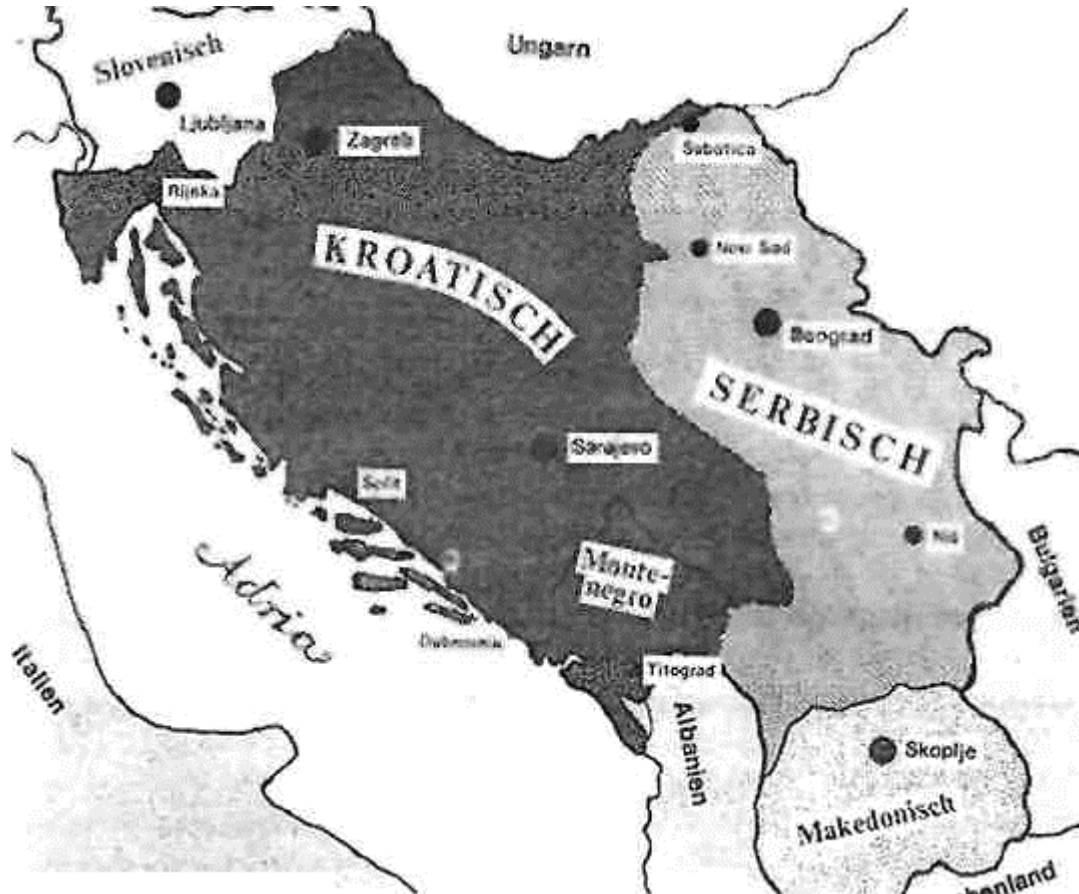 Slovenisch
Ungarn
Ljubljana
Zagreb
Subotica
Rijeka
Novi Sad
KROATISCH
Beograd
SERBISCH
Sarajevo
Split
Niš
Monte-
negro
Adria
Bulgarien
Dubrovnik
Italien
Titograd
Albanien
Skoplje
Makedonisch